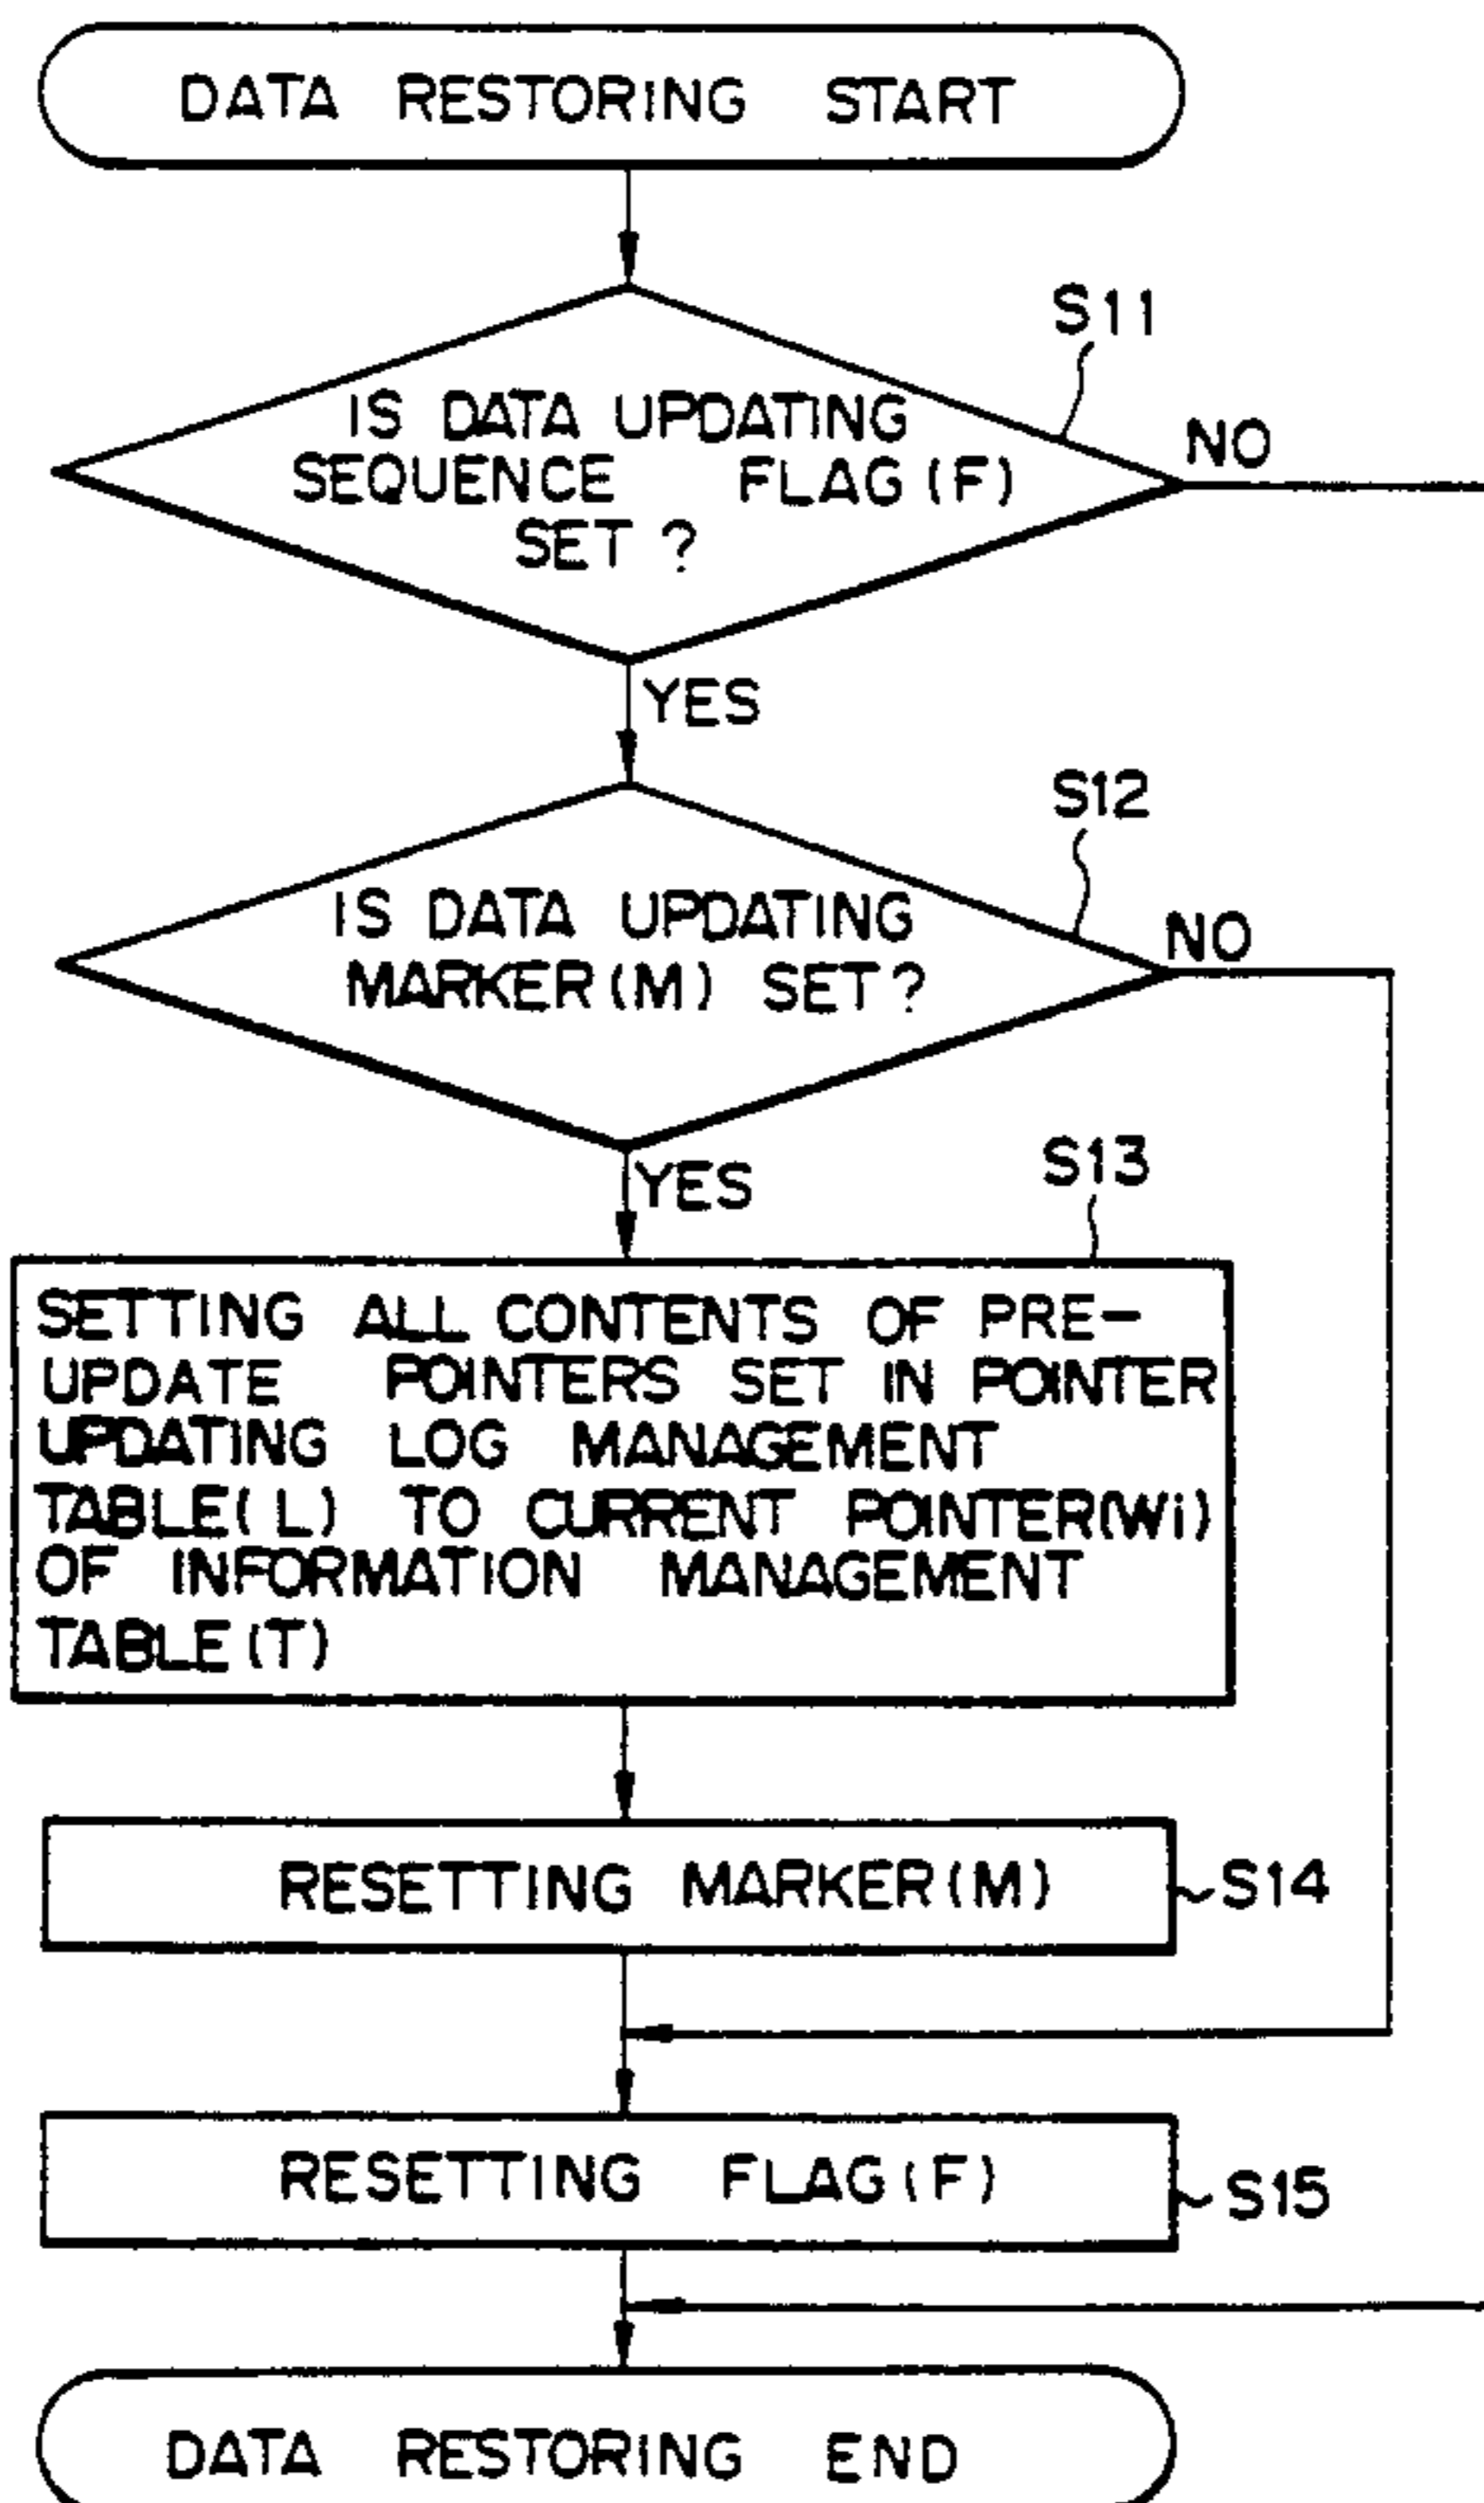 DATA RESTORING START
S11
IS DATA UPDATING
SEQUENCE FLAG(F)
SET ?
NO
YES
S12
IS DATA UPDATING
MARKER(M) SET?
NO
YES
S13
SETTING ALL CONTENTS OF PRE-
UPDATE POINTERS SET IN POINTER
UPDATING LOG MANAGEMENT
TABLE(L) TO CURRENT POINTER(Wi)
OF INFORMATION MANAGEMENT
TABLE(T)
RESETTING MARKER(M)
S14
RESETTING FLAG(F)
S15
DATA RESTORING END